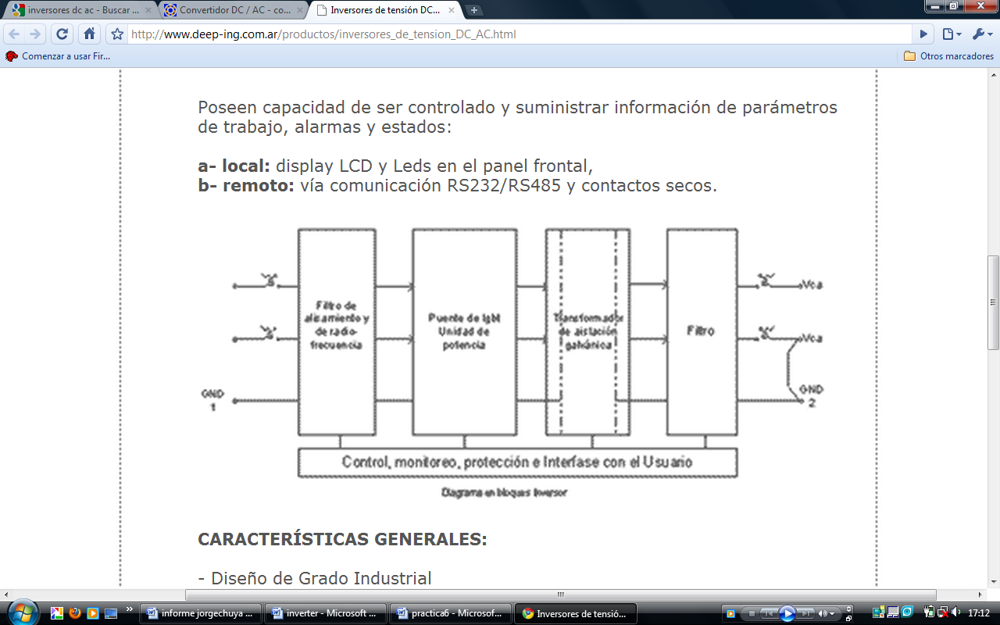 inversores dc ac - Buscar ...
Convertidor DC / AC - co...
Inversores de tensión DC...
http://www.deep-ing.com.ar/productos/inversores_de_tension_DC_AC.html
Comenzar a usar Fir...
Otros marcadores
Poseen capacidad de ser controlado y suministrar información de parámetros
de trabajo, alarmas y estados:
a- local: display LCD y Leds en el panel frontal,
b- remoto: vía comunicación RS232/RS485 y contactos secos.
Filtro de
alisamiento y
de radio-
frecuencia
Puente de
Unidad de
potencia
Transformador
de aislación
galvánica
Filtro
Vca
Vca
GND
1
GND
2
Control, monitoreo, protección e Interfase con el Usuario
Diagrama en bloques Inversor
CARACTERÍSTICAS GENERALES:
- Diseño de Grado Industrial
informe jorgechuya ...
inverter - Microsoft ...
practica6 - Microsof...
Inversores de tensió...
17:12